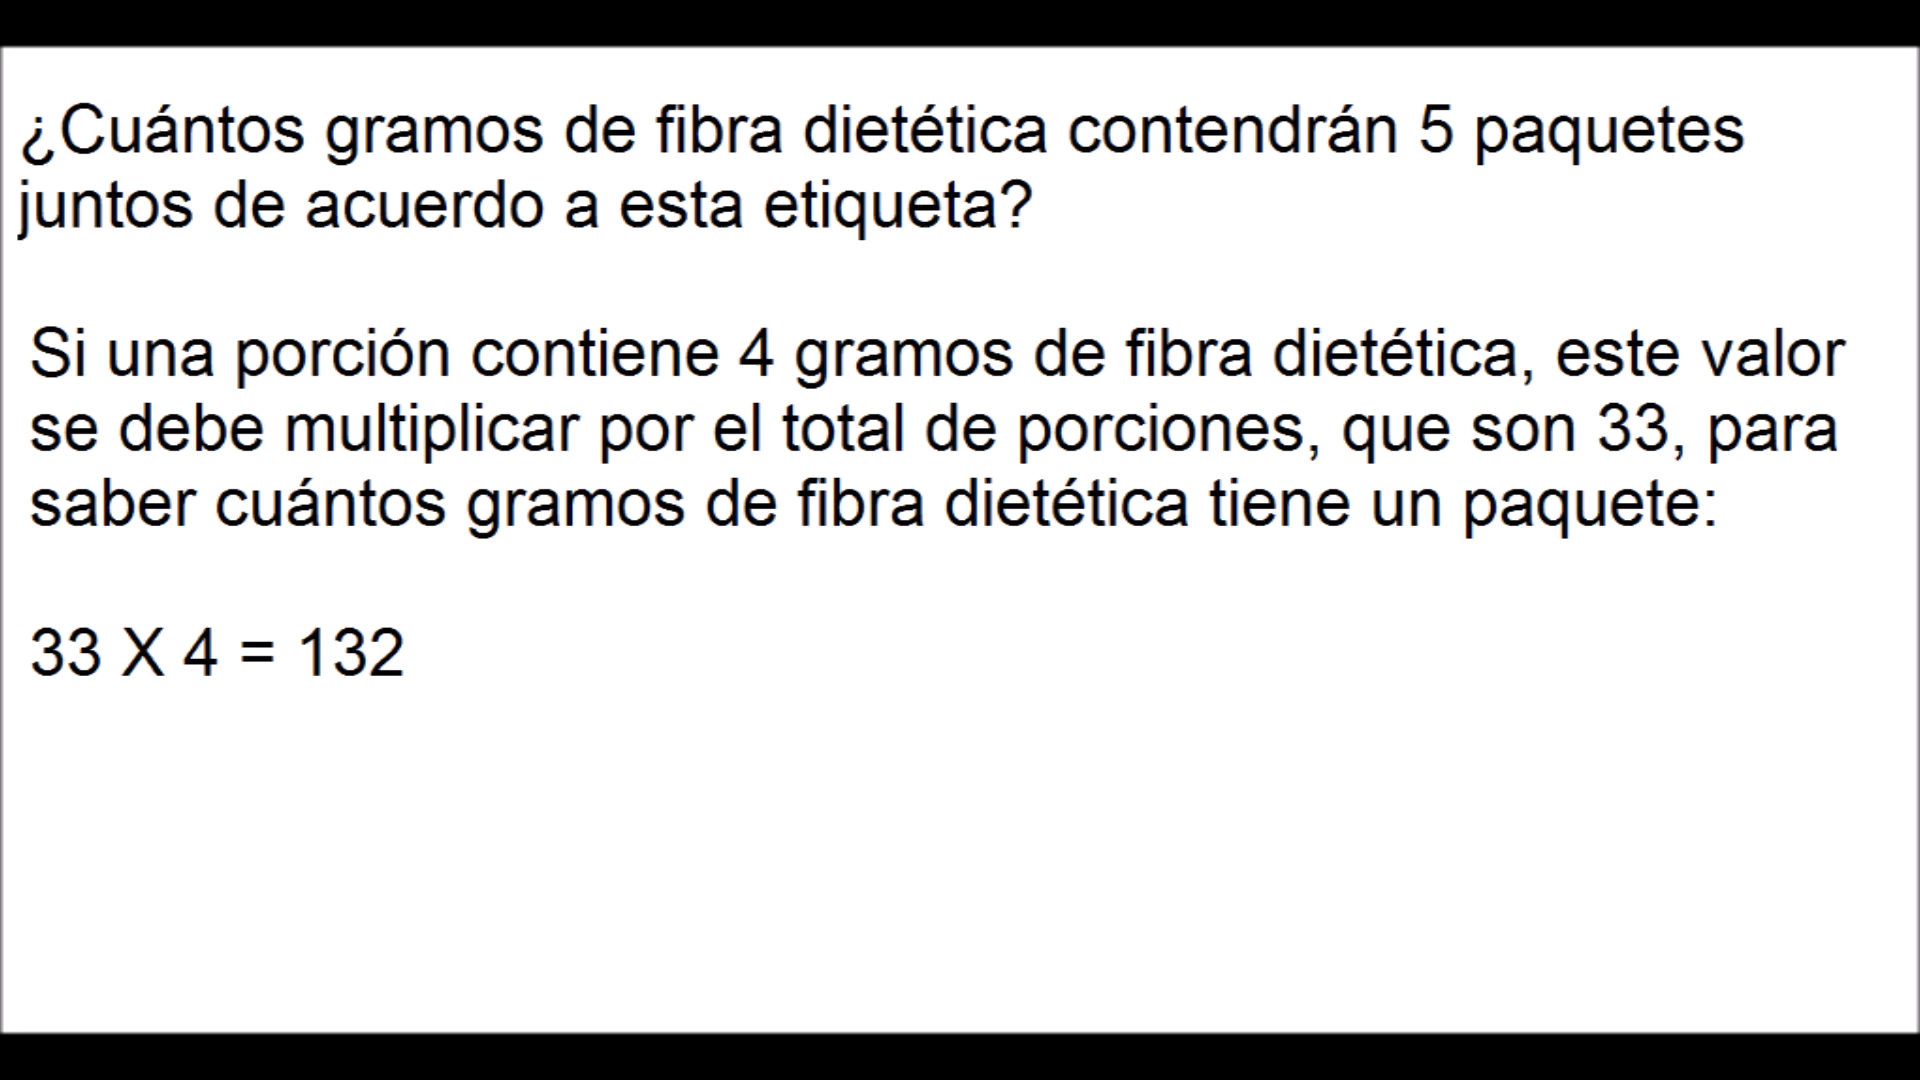 ¿Cuántos gramos de fibra dietética contendrán 5 paquetes
juntos de acuerdo a esta etiqueta?
Si una porción contiene 4 gramos de fibra dietética, este valor
se debe multiplicar por el total de porciones, que son 33, para
saber cuántos gramos de fibra dietética tiene un paquete:
33 X 4 = 132